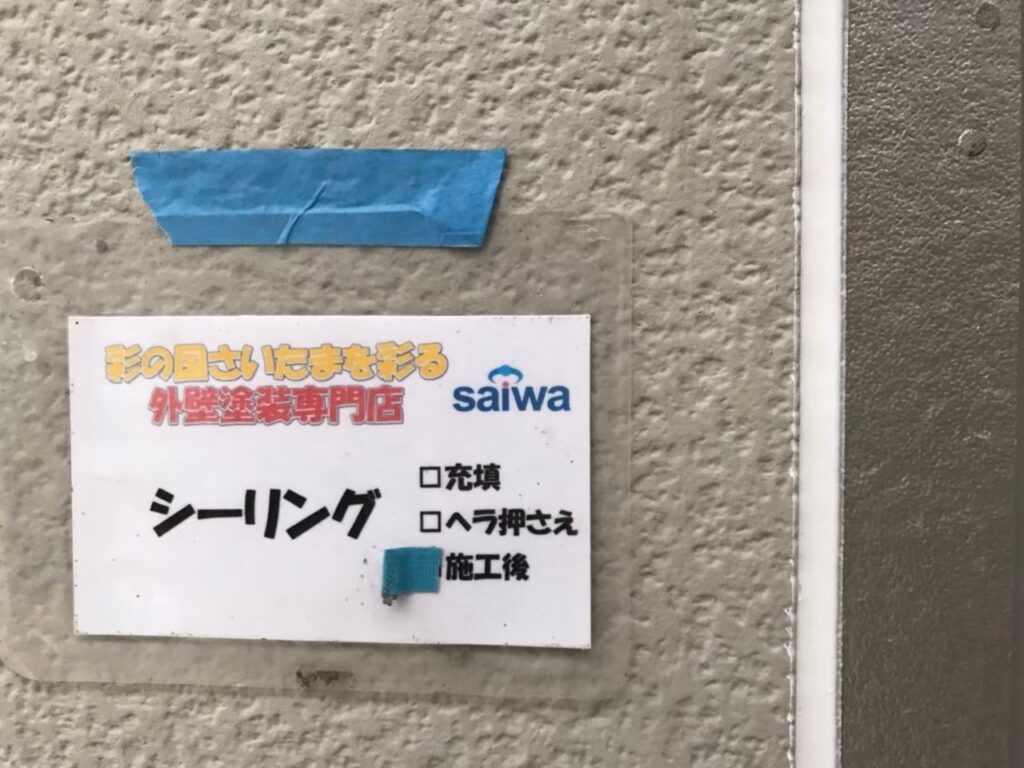 彩の国さいたまを彩る
外壁塗装専門店
saiwa
シーリング
□充填
□ヘラ押さえ
施工後